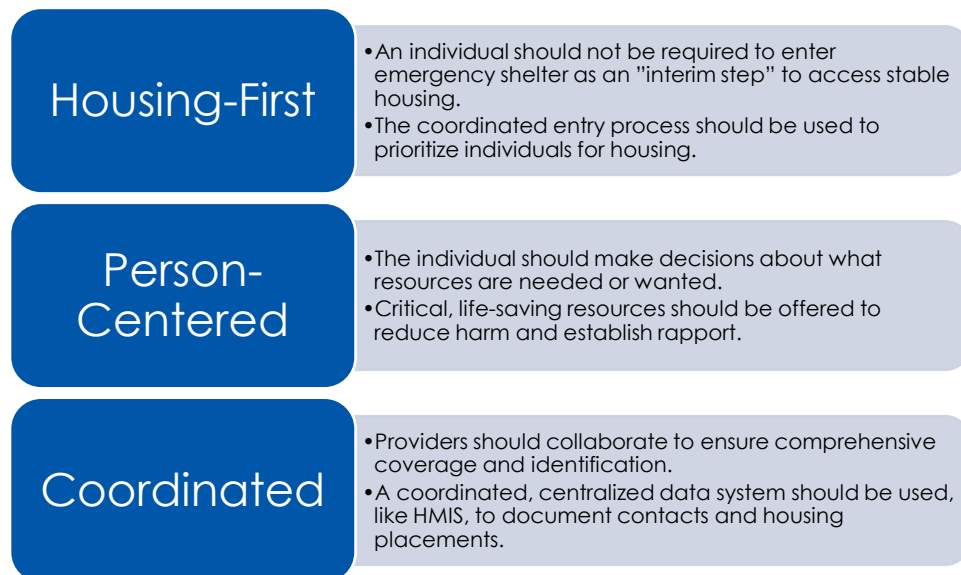 Housing-First
•An individual should not be required to enter
emergency shelter as an ”interim step” to access stable
housing.
•The coordinated entry process should be used to
prioritize individuals for housing.
Person-
Centered
•The individual should make decisions about what
resources are needed or wanted.
•Critical, life-saving resources should be offered to
reduce harm and establish rapport.
Coordinated
•Providers should collaborate to ensure comprehensive
coverage and identification.
•A coordinated, centralized data system should be used,
like HMIS, to document contacts and housing
placements.